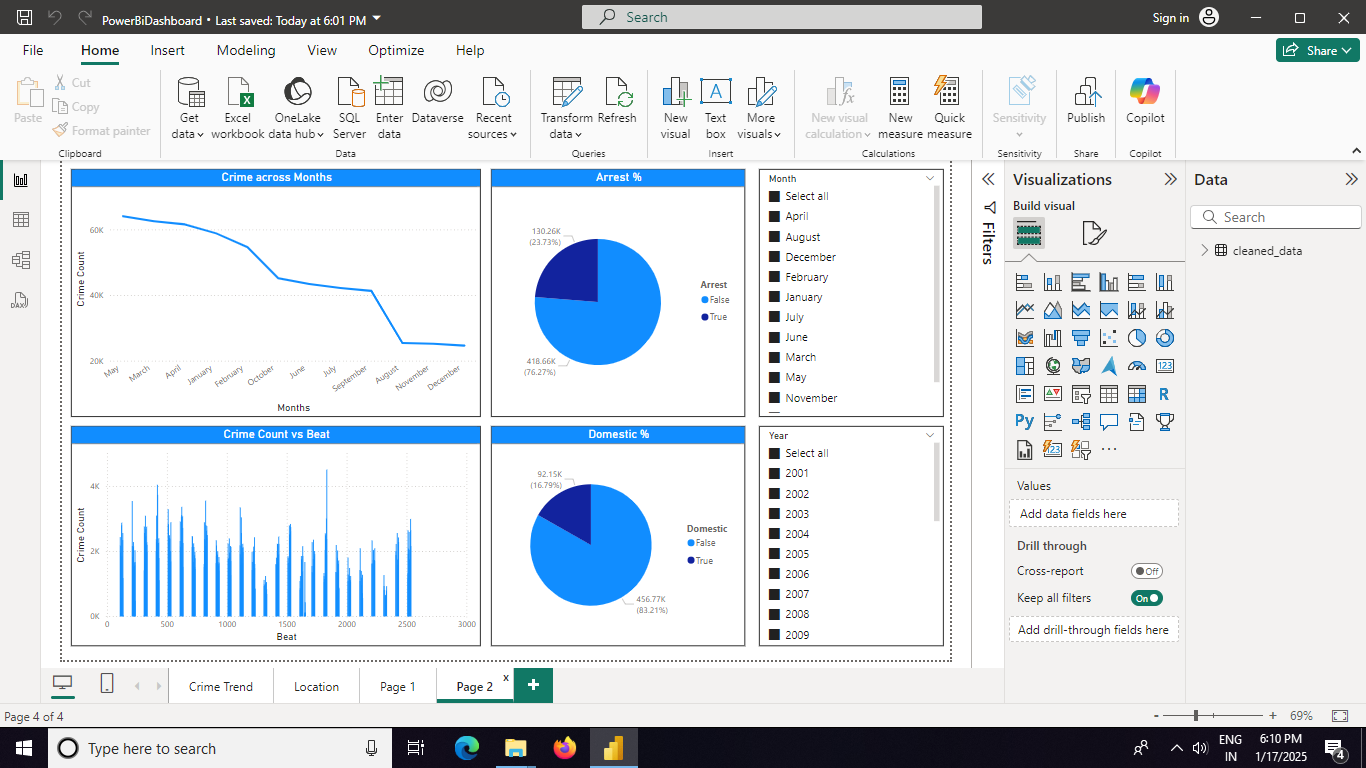 PowerBiDashboard • Last saved: Today at 6:01 PM
Search
Sign in
File
Home
Insert
Modeling
View
Optimize
Help
Share
Paste
Cut
Copy
Format painter
Clipboard
Get data
Excel workbook
OneLake data hub
SQL Server
Enter data
Dataverse
Recent sources
Data
Transform data
Refresh
Queries
New visual
A
Text box
More visuals
Insert
New visual calculation
New measure
Quick measure
Calculations
Sensitivity
Sensitivity
Publish
Share
Copilot
Copilot
DAX
Crime across Months
Crime Count
60K
40K
20K
May
March
April
January
February
October
June
July
September
August
November
December
Months
Arrest %
130.26K
(23.73%)
418.66K
(76.27%)
Arrest
False
True
Month
Select all
April
August
December
February
January
July
June
March
May
November
Crime Count vs Beat
Crime Count
4K
2K
0K
0
500
1000
1500
2000
2500
3000
Beat
Domestic %
92.15K
(16.79%)
456.77K
(83.21%)
Domestic
False
True
Year
Select all
2001
2002
2003
2004
2005
2006
2007
2008
2009
Filters
Visualizations
Build visual
123
R
Py
123
Values
Add data fields here
Drill through
Cross-report
Off
Keep all filters
On
Add drill-through fields here
Data
Search
cleaned_data
Crime Trend
Location
Page 1
Page 2
x
+
Page 4 of 4
-
+
69%
Type here to search
ENG
IN
6:10 PM
1/17/2025
4